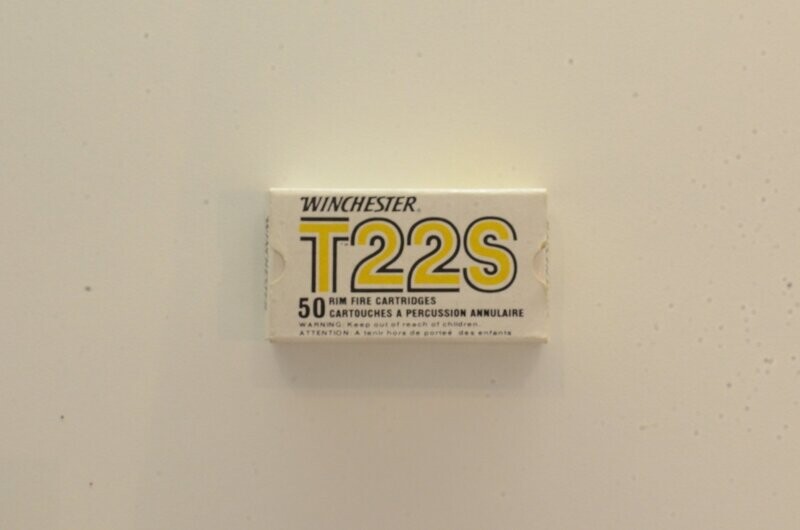 WINCHESTER®
T22S
50 RIM FIRE CARTRIDGES
CARTOUCHES A PERCUSSION ANNULAIRE
WARNING: Keep out of reach of children.
ATTENTION: A tenir hors de porteé des enfants